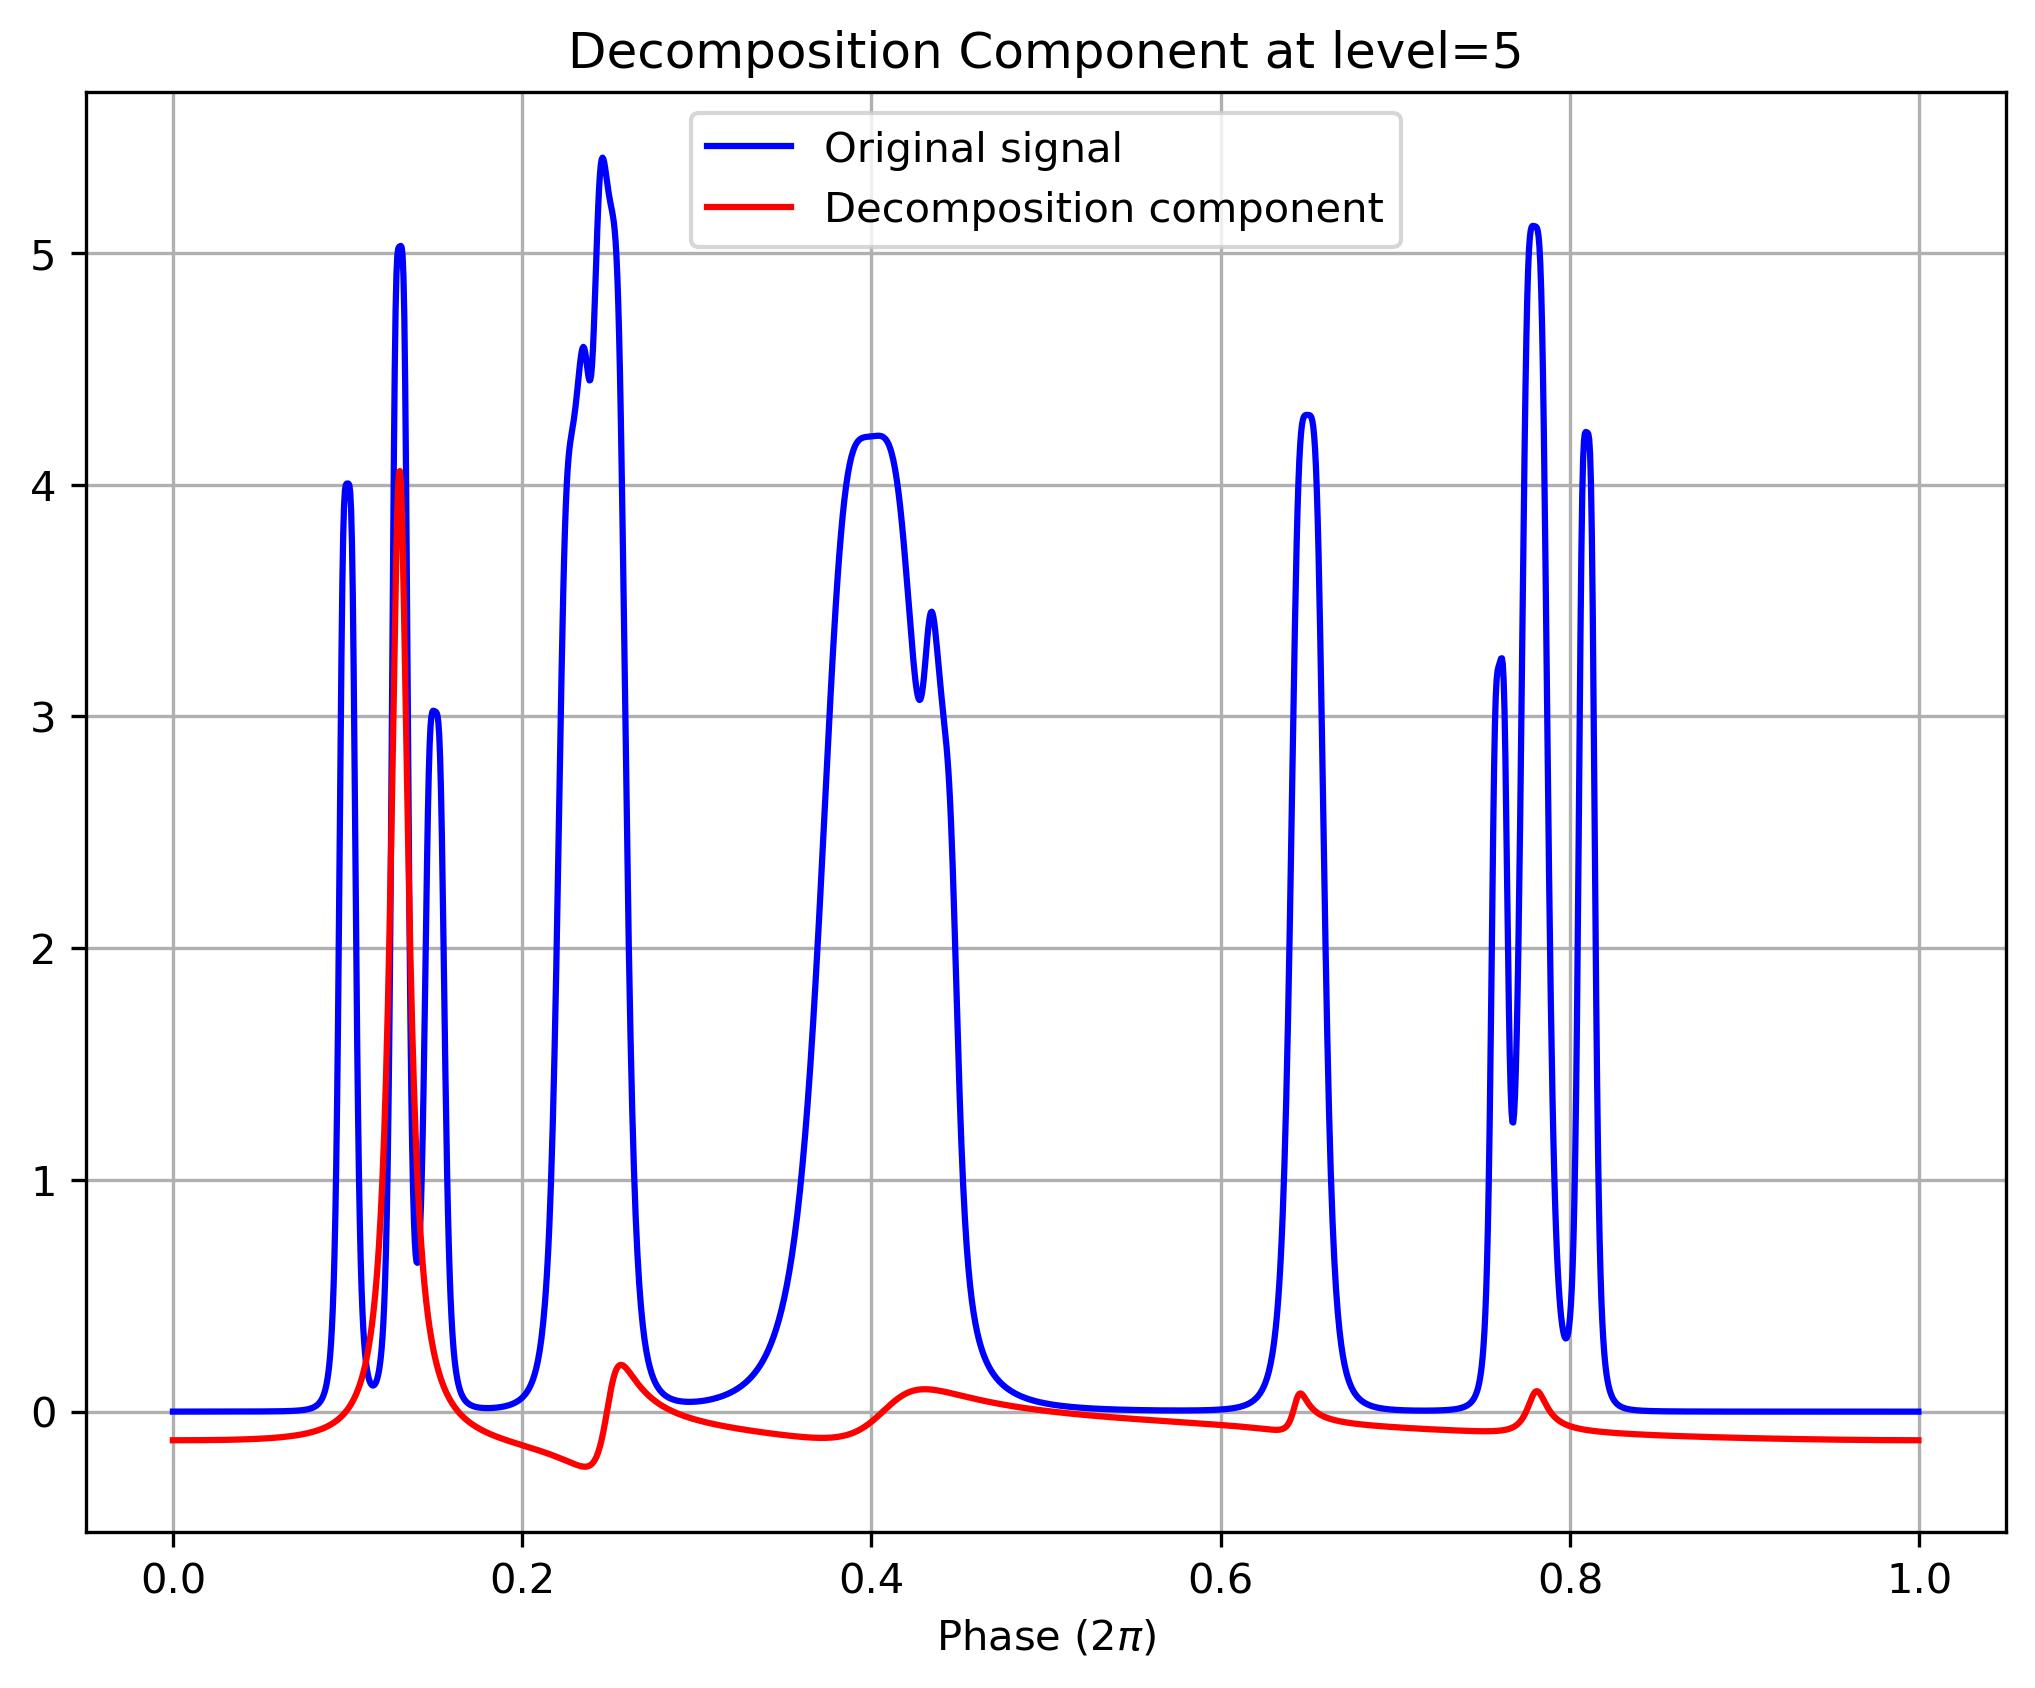 Decomposition Component at level=5
Original signal
Decomposition component
5
4
3
2
1
0
0.0 0.2 0.4 0.6 0.8 1.0
Phase (2π)